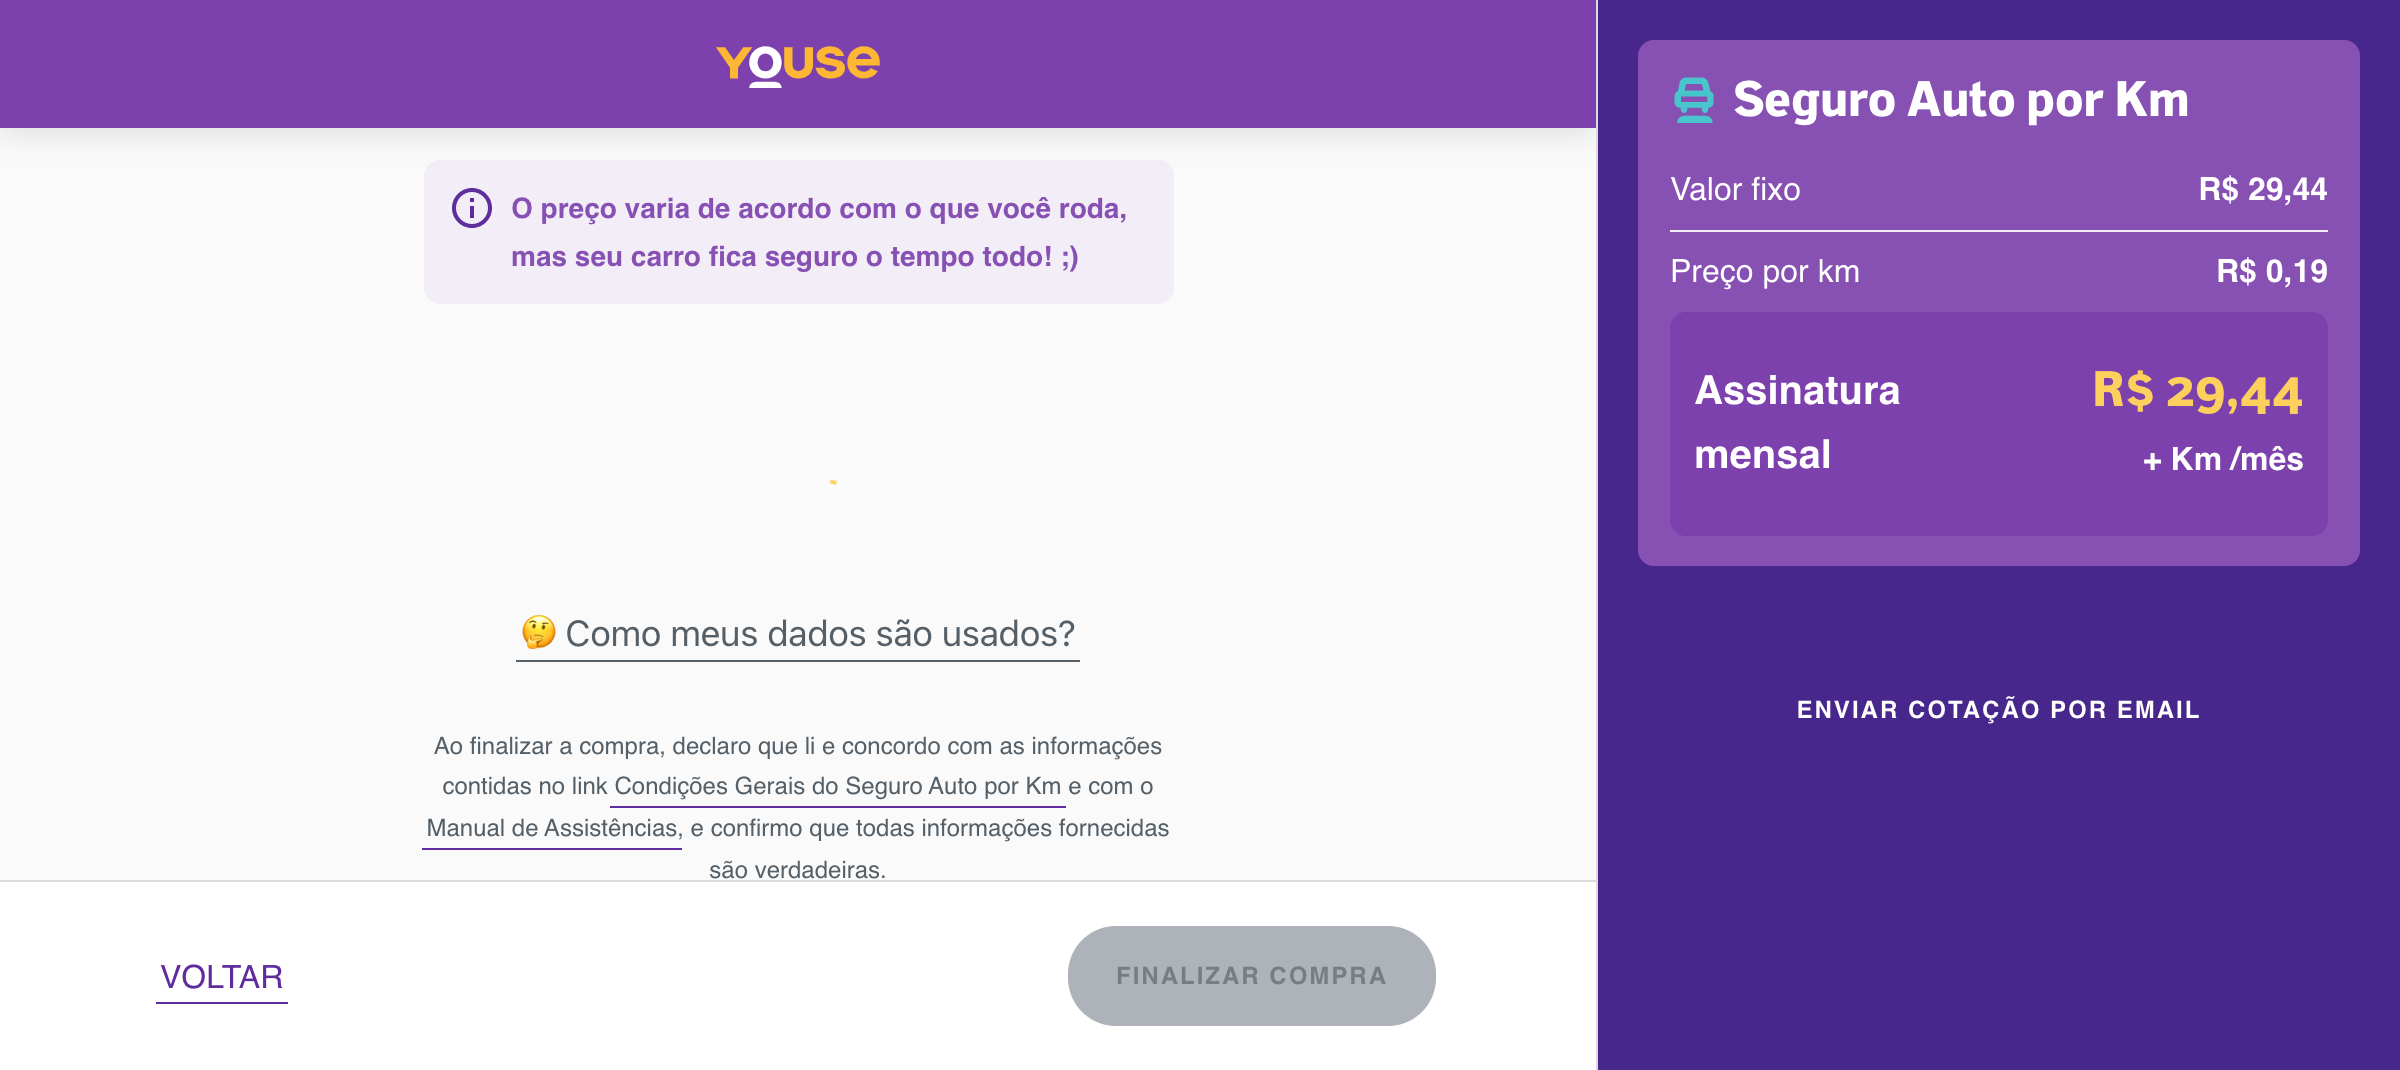 YOUSE
O preço varia de acordo com o que você roda,
mas seu carro fica seguro o tempo todo! ;)
🤔 Como meus dados são usados?
Ao finalizar a compra, declaro que li e concordo com as informações
contidas no link Condições Gerais do Seguro Auto por Km e com o
Manual de Assistências, e confirmo que todas informações fornecidas
são verdadeiras.
VOLTAR
FINALIZAR COMPRA
Seguro Auto por Km
Valor fixo R$ 29,44
Preço por km R$ 0,19
Assinatura mensal
R$ 29,44
+ Km /mês
ENVIAR COTAÇÃO POR EMAIL